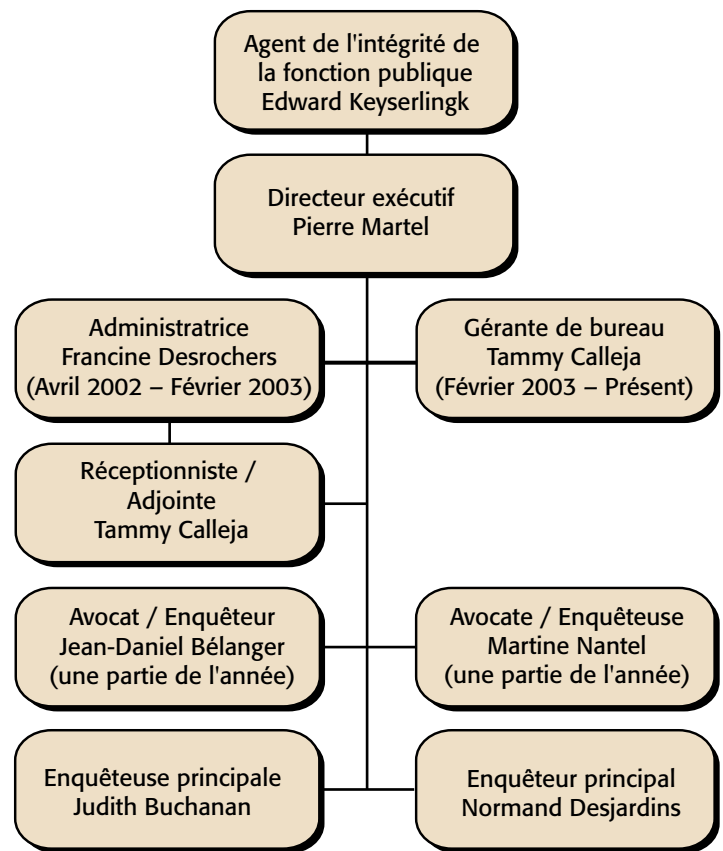 Agent de l'intégrité de
la fonction publique
Edward Keyserlingk
Directeur exécutif
Pierre Martel
Administratrice
Francine Desrochers
(Avril 2002 – Février 2003)
Gérante de bureau
Tammy Calleja
(Février 2003 – Présent)
Réceptionniste /
Adjointe
Tammy Calleja
Avocat / Enquêteur
Jean-Daniel Bélanger
(une partie de l'année)
Avocate / Enquêteuse
Martine Nantel
(une partie de l'année)
Enquêteuse principale
Judith Buchanan
Enquêteur principal
Normand Desjardins